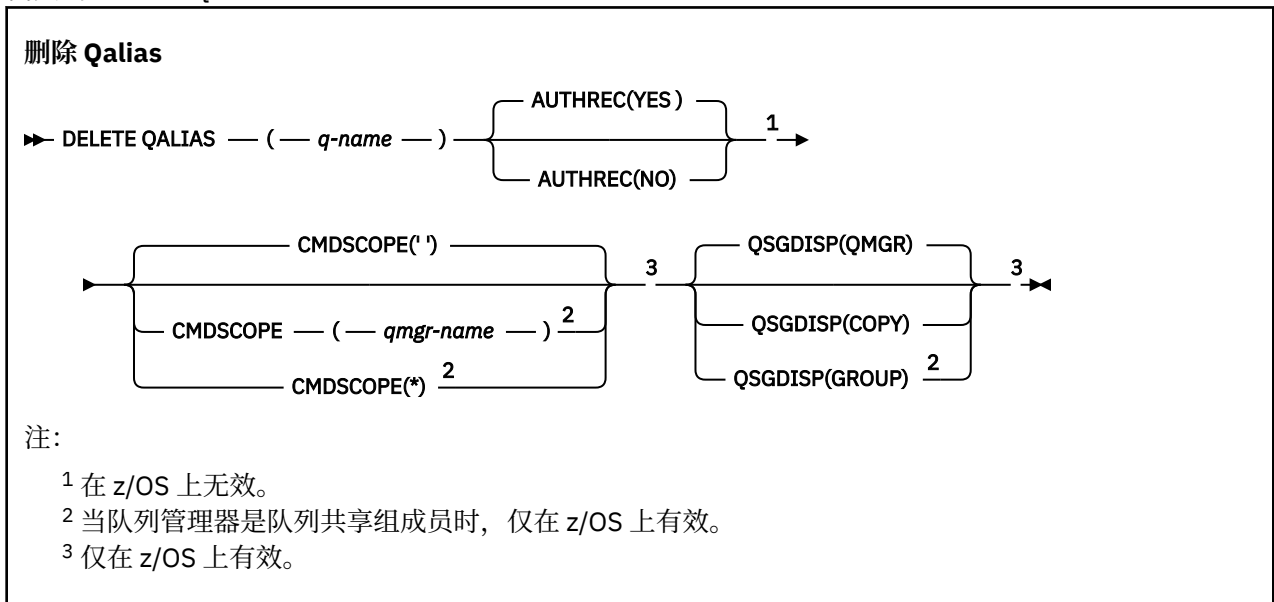 删除 Qalias
AUTHREC(YES )
DELETE QALIAS ( q-name ) 1
AUTHREC(NO)
CMDSCOPE(' ') QSGDISP(QMGR)
3 3
CMDSCOPE ( qmgr-name ) 2 QSGDISP(COPY)
CMDSCOPE(*) 2 QSGDISP(GROUP) 2
注：
1 在 z/OS 上无效。
2 当队列管理器是队列共享组成员时，仅在 z/OS 上有效。
3 仅在 z/OS 上有效。